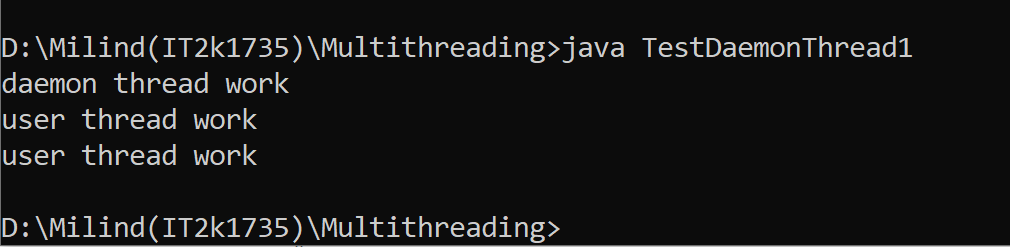 D:\Milind(IT2k1735)\Multithreading>java TestDaemonThread1
daemon thread work
user thread work
user thread work
D:\Milind(IT2k1735)\Multithreading>